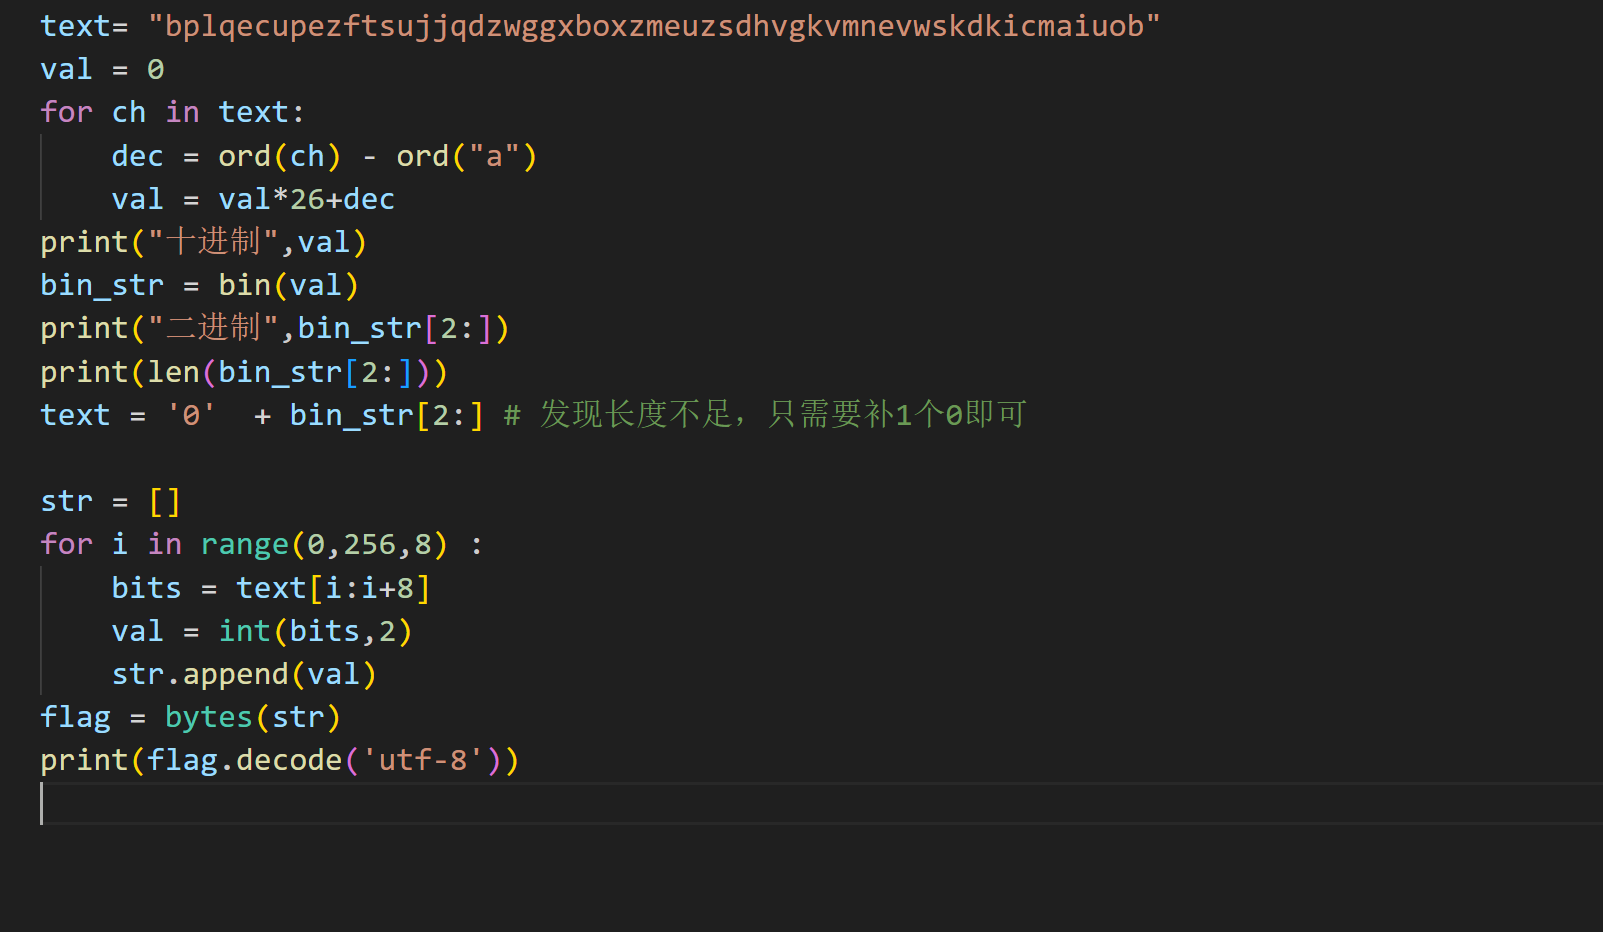 text= "bplqecupezftsujjqdzwggxboxzmeuzsdhvgkvmnevwskdkicmaiuob"
val = 0
for ch in text:
    dec = ord(ch) - ord("a")
    val = val*26+dec
print("十进制",val)
bin_str = bin(val)
print("二进制",bin_str[2:])
print(len(bin_str[2:]))
text = '0'  + bin_str[2:] # 发现长度不足，只需要补1个0即可
str = []
for i in range(0,256,8) :
    bits = text[i:i+8]
    val = int(bits,2)
    str.append(val)
flag = bytes(str)
print(flag.decode('utf-8'))